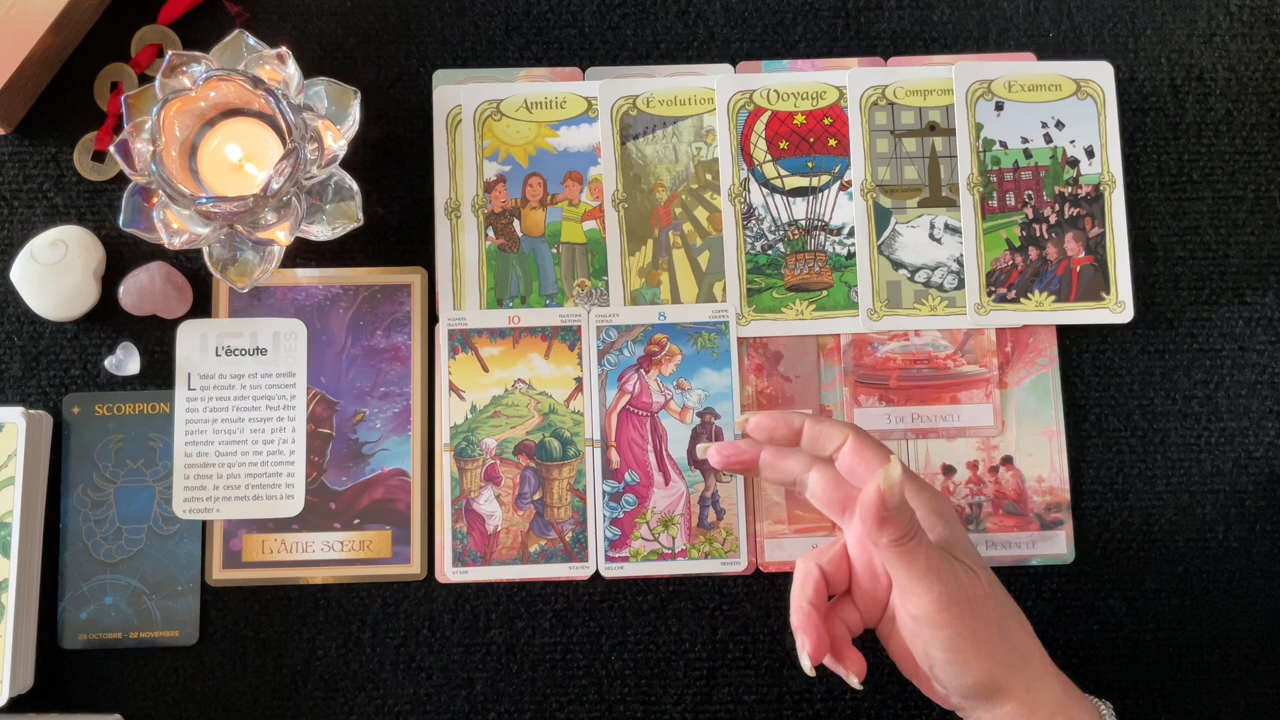 Amitié
Évolution
Voyage
Comprom
Examen
24
38
26
L'écoute
L'idéal du sage est une oreille
qui écoute. Je suis conscient
que si je veux aider quelqu'un, je
dois d'abord l'écouter. Peut-être
pourrai-je ensuite essayer de lui
parler lorsqu'il sera prêt à
entendre vraiment ce que j'ai à
lui dire. Quand on me parle, je
considère ce qu'on me dit comme
la chose la plus importante au
monde. Je cesse d'entendre les
autres et je me mets dès lors à les
« écouter ».
SCORPION
23 OCTOBRE - 22 NOVEMBRE
L'ÂME SŒUR
WANDS
BASTOS
10
BASTONI
BÂTONS
STÄBE
STAVEN
CHALICES
COPAS
8
COPPE
COUPES
KELCHE
BEKERS
3 DE PENTACLE
PENTACLE